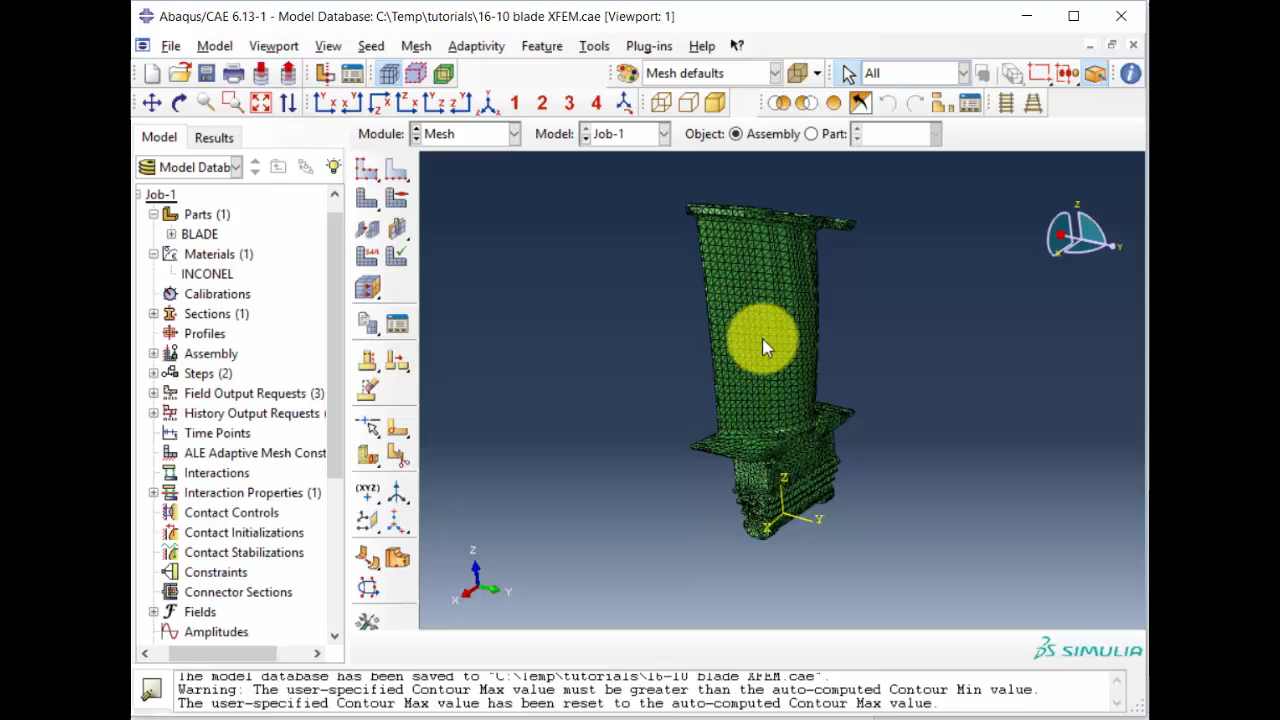 Abaqus/CAE 6.13-1 - Model Database: C:\Temp\tutorials\16-10 blade XFEM.cae [Viewport: 1]
File Model Viewport View Seed Mesh Adaptivity Feature Tools Plug-ins Help
Mesh defaults All
1 2 3 4
Model Results Module: Mesh Model: Job-1 Object: Assembly Part:
Model Datab
Job-1
Parts (1)
BLADE
Materials (1)
INCONEL
Calibrations
Sections (1)
Profiles
Assembly
Steps (2)
Field Output Requests (3)
History Output Requests (
Time Points
ALE Adaptive Mesh Const
Interactions
Interaction Properties (1)
Contact Controls
Contact Initializations
Contact Stabilizations
Constraints
Connector Sections
Fields
Amplitudes
(XYZ)
Z
Y
X
Z
Y
X
Z
Y
X
SIMULIA
The model database has been saved to "C:\Temp\tutorials\16-10 blade XFEM.cae".
Warning: The user-specified Contour Max value must be greater than the auto-computed Contour Min value.
The user-specified Contour Max value has been reset to the auto-computed Contour Max value.